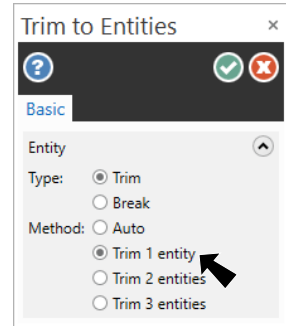 Trim to Entities ×
?
Basic
Entity
Type: Trim
Break
Method: Auto
Trim 1 entity
Trim 2 entities
Trim 3 entities